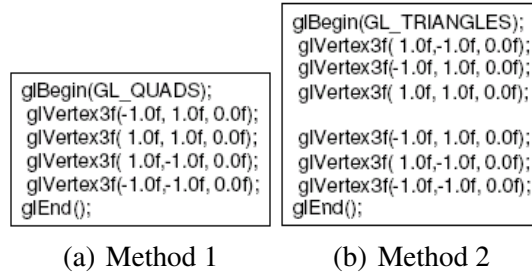 glBegin(GL_QUADS);
glVertex3f(-1.0f, 1.0f, 0.0f);
glVertex3f( 1.0f, 1.0f, 0.0f);
glVertex3f( 1.0f,-1.0f, 0.0f);
glVertex3f(-1.0f,-1.0f, 0.0f);
glEnd();
(a) Method 1
glBegin(GL_TRIANGLES);
glVertex3f( 1.0f,-1.0f, 0.0f);
glVertex3f(-1.0f, 1.0f, 0.0f);
glVertex3f( 1.0f, 1.0f, 0.0f);
glVertex3f(-1.0f, 1.0f, 0.0f);
glVertex3f( 1.0f,-1.0f, 0.0f);
glVertex3f(-1.0f,-1.0f, 0.0f);
glEnd();
(b) Method 2